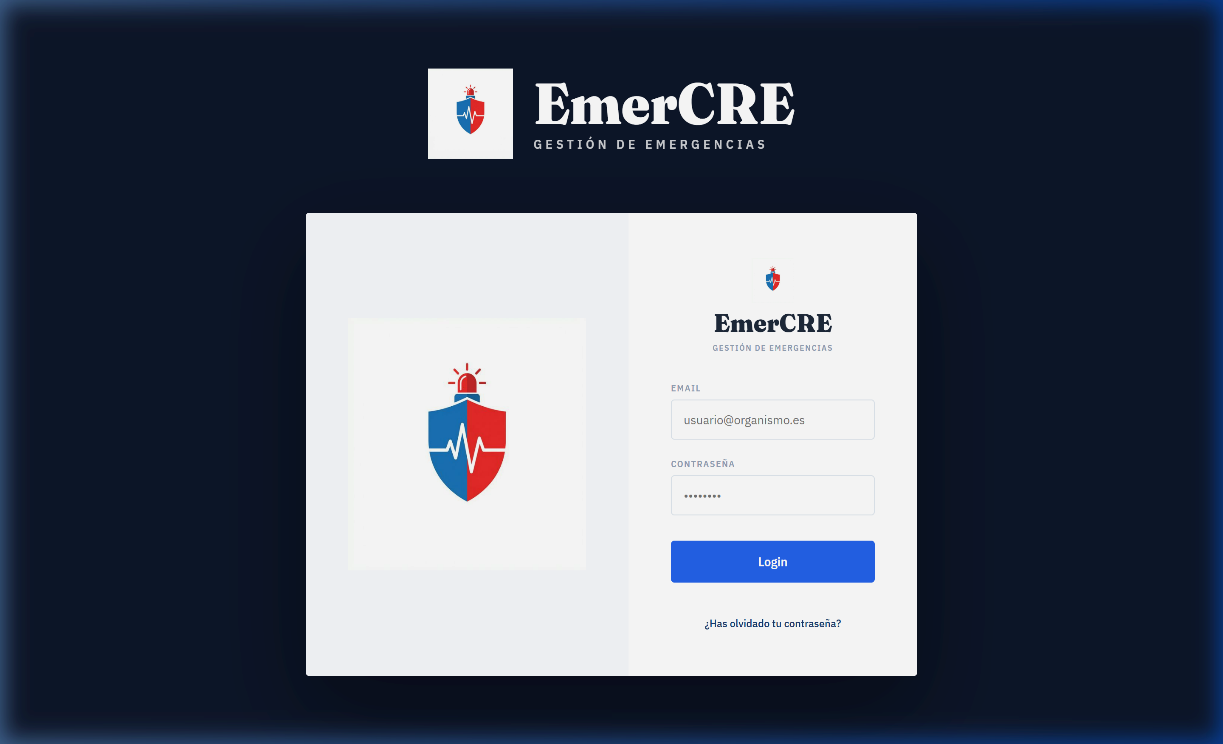 EmerCRE
GESTIÓN DE EMERGENCIAS
EmerCRE
GESTIÓN DE EMERGENCIAS
EMAIL
usuario@organismo.es
CONTRASEÑA
••••••••
Login
¿Has olvidado tu contraseña?